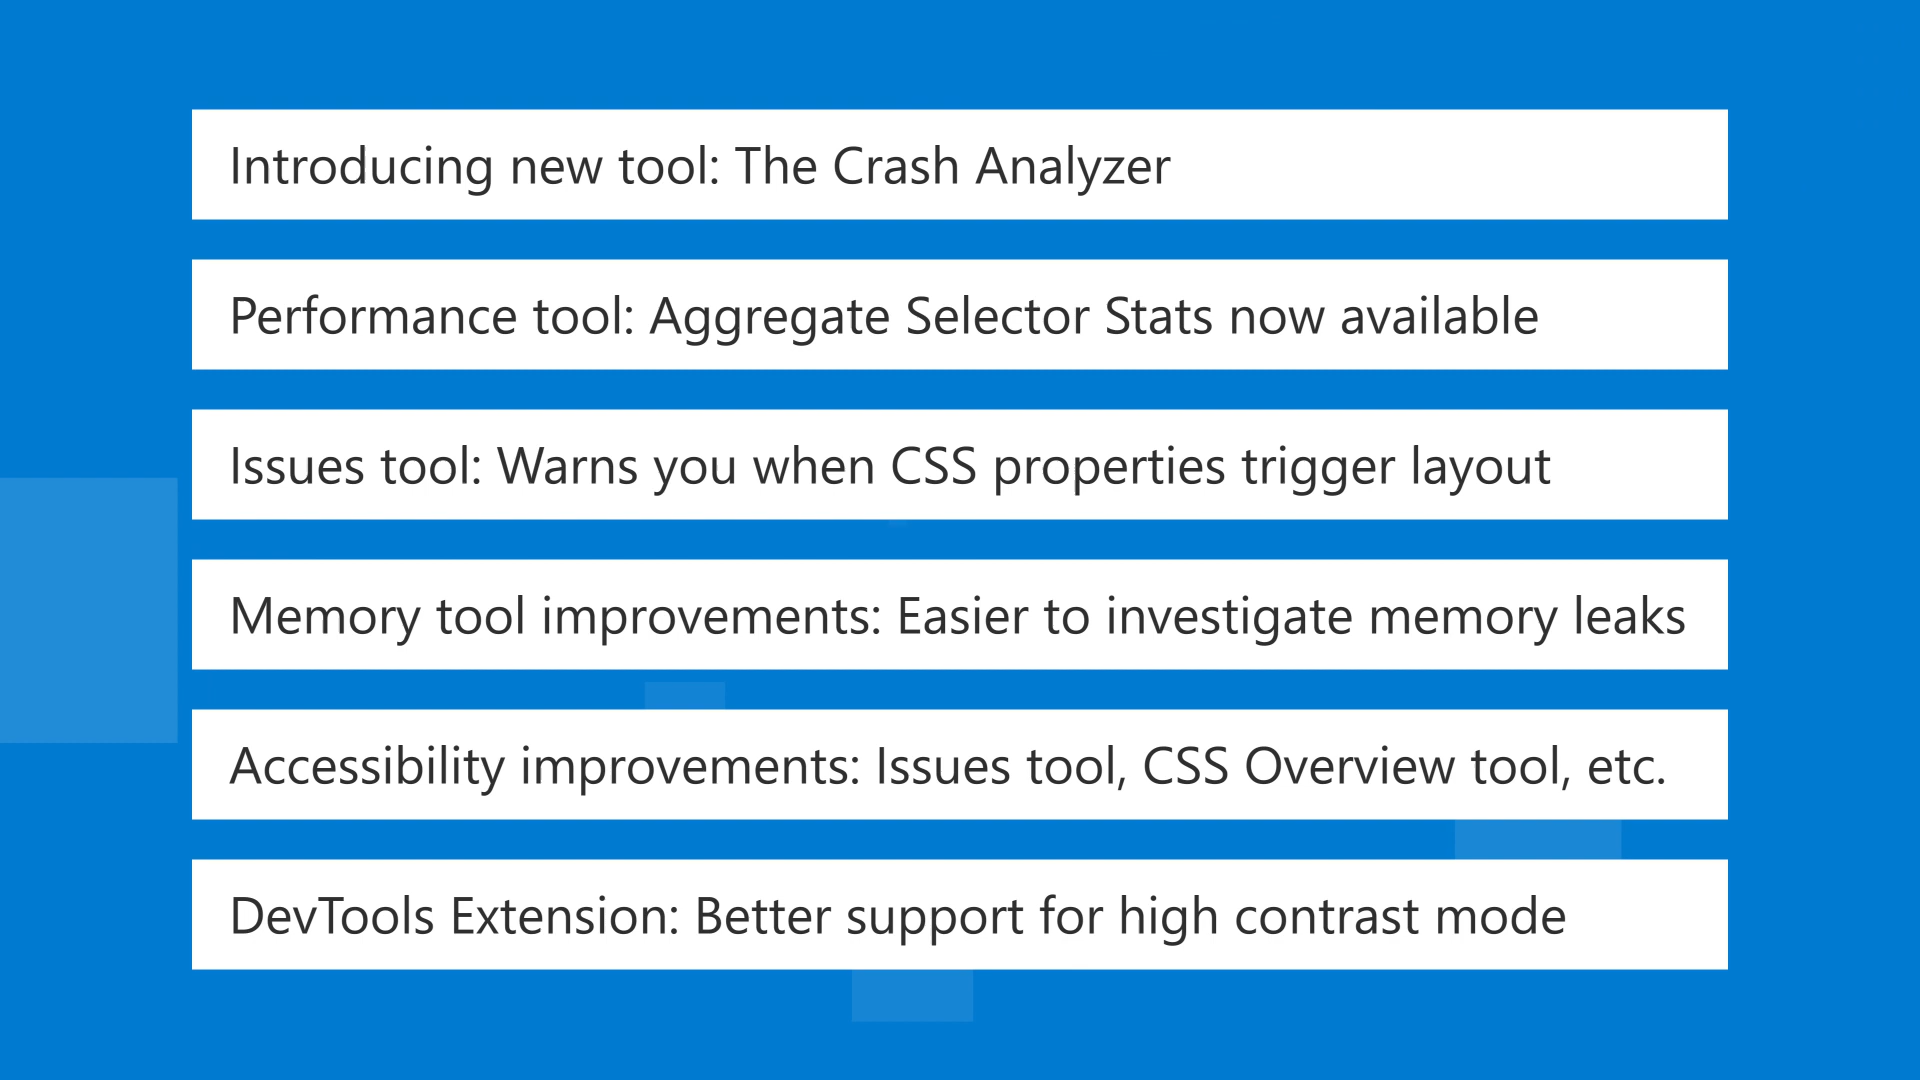 Introducing new tool: The Crash Analyzer
Performance tool: Aggregate Selector Stats now available
Issues tool: Warns you when CSS properties trigger layout
Memory tool improvements: Easier to investigate memory leaks
Accessibility improvements: Issues tool, CSS Overview tool, etc.
DevTools Extension: Better support for high contrast mode